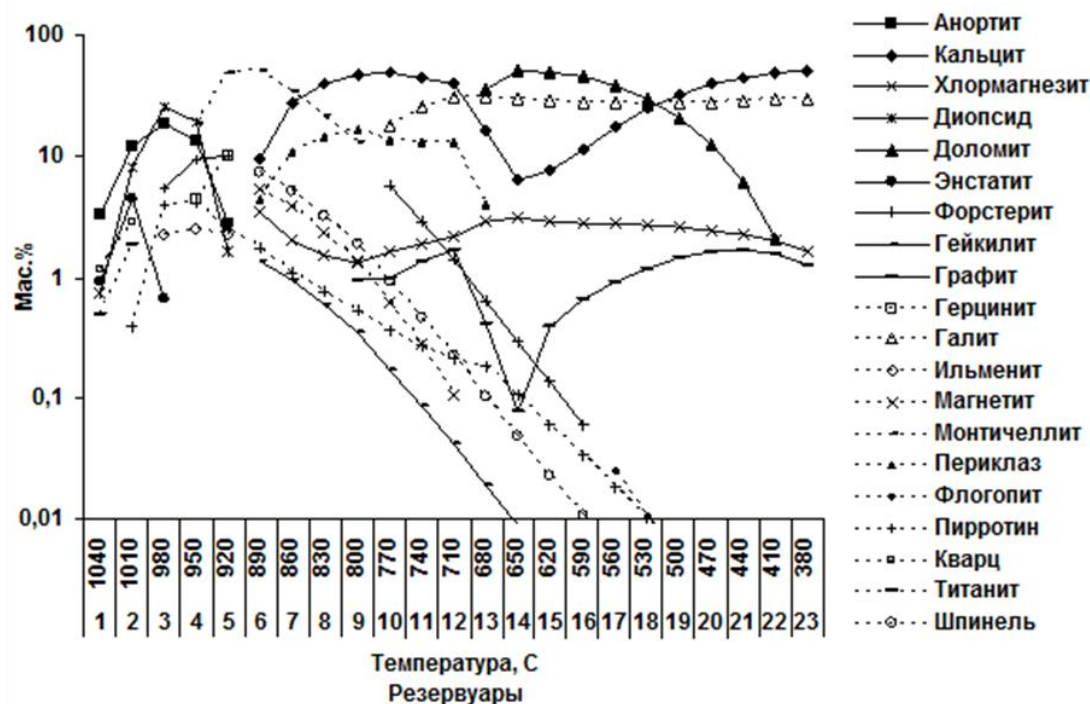 100
10
1
0,1
0,01
Мас.%
1040 1010 980 950 920 890 860 830 800 770 740 710 680 650 620 590 560 530 500 470 440 410 380
1 2 3 4 5 6 7 8 9 10 11 12 13 14 15 16 17 18 19 20 21 22 23
Температура, С
Резервуары
Анортит
Кальцит
Хлормагнезит
Диопсид
Доломит
Энстатит
Форстерит
Гейкилит
Графит
Герцинит
Галит
Ильменит
Магнетит
Монтичеллит
Периклаз
Флогопит
Пирротин
Кварц
Титанит
Шпинель